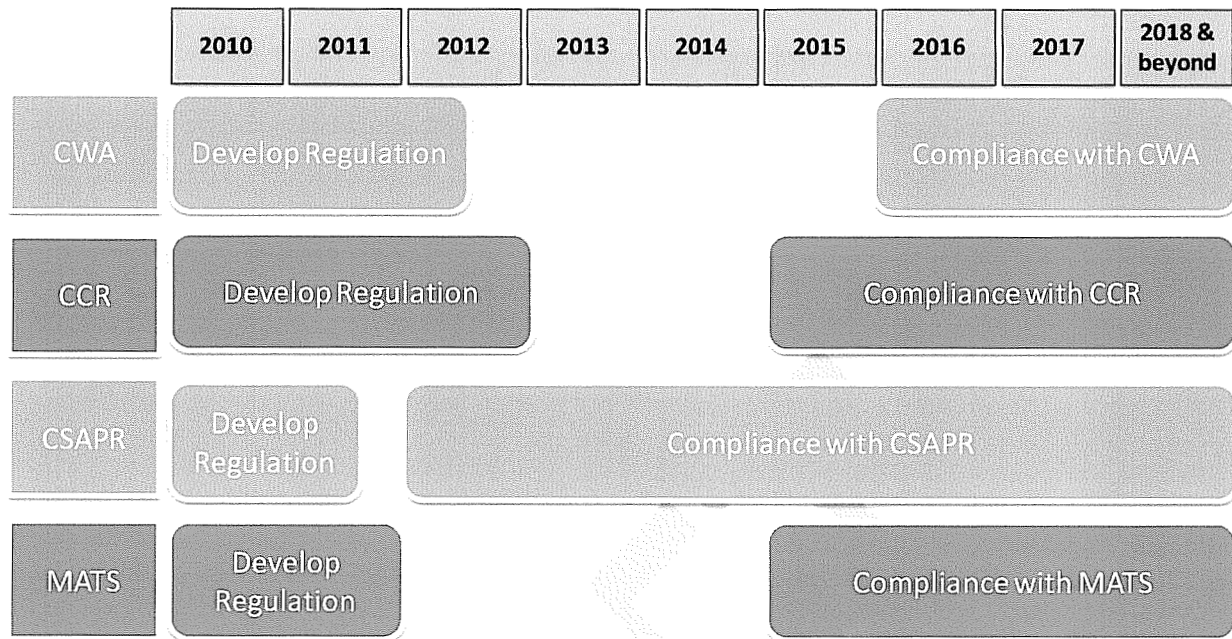 2010 2011 2012 2013 2014 2015 2016 2017 2018 &
beyond
CWA Develop Regulation Compliance with CWA
CCR Develop Regulation Compliance with CCR
CSAPR Develop
Regulation Compliance with CSAPR
MATS Develop
Regulation Compliance with MATS